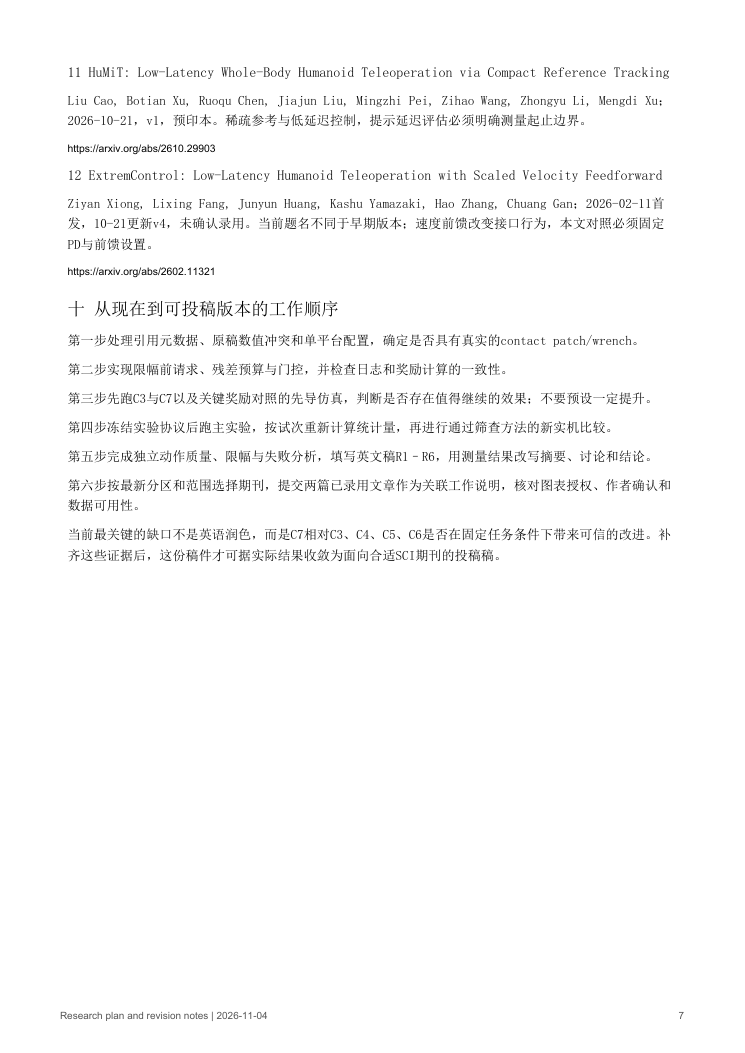 11 HuMiT: Low-Latency Whole-Body Humanoid Teleoperation via Compact Reference Tracking
Liu Cao, Botian Xu, Ruoqu Chen, Jiajun Liu, Mingzhi Pei, Zihao Wang, Zhongyu Li, Mengdi Xu；
2026-10-21，v1，预印本。稀疏参考与低延迟控制，提示延迟评估必须明确测量起止边界。
https://arxiv.org/abs/2610.29903
12 ExtremControl: Low-Latency Humanoid Teleoperation with Scaled Velocity Feedforward
Ziyan Xiong, Lixing Fang, Junyun Huang, Kashu Yamazaki, Hao Zhang, Chuang Gan；2026-02-11首
发，10-21更新v4，未确认录用。当前题名不同于早期版本；速度前馈改变接口行为，本文对照必须固定
PD与前馈设置。
https://arxiv.org/abs/2602.11321
十 从现在到可投稿版本的工作顺序
第一步处理引用元数据、原稿数值冲突和单平台配置，确定是否具有真实的contact patch/wrench。
第二步实现限幅前请求、残差预算与门控，并检查日志和奖励计算的一致性。
第三步先跑C3与C7以及关键奖励对照的先导仿真，判断是否存在值得继续的效果；不要预设一定提升。
第四步冻结实验协议后跑主实验，按试次重新计算统计量，再进行通过筛查方法的新实机比较。
第五步完成独立动作质量、限幅与失败分析，填写英文稿R1–R6，用测量结果改写摘要、讨论和结论。
第六步按最新分区和范围选择期刊，提交两篇已录用文章作为关联工作说明，核对图表授权、作者确认和
数据可用性。
当前最关键的缺口不是英语润色，而是C7相对C3、C4、C5、C6是否在固定任务条件下带来可信的改进。补
齐这些证据后，这份稿件才可据实际结果收敛为面向合适SCI期刊的投稿稿。
Research plan and revision notes | 2026-11-04
7